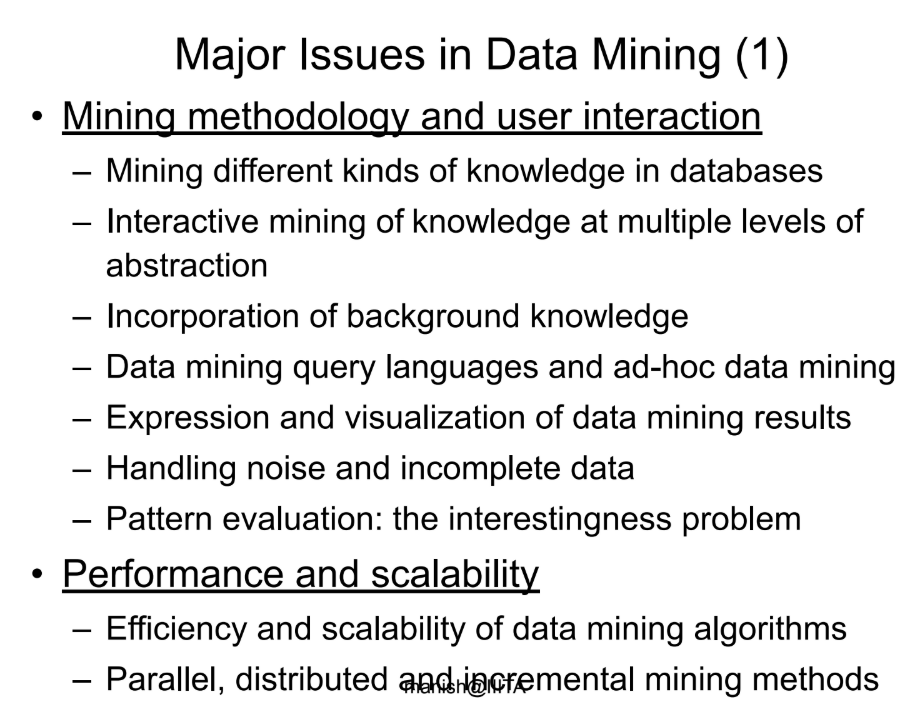 Major Issues in Data Mining (1)
• Mining methodology and user interaction
– Mining different kinds of knowledge in databases
– Interactive mining of knowledge at multiple levels of
abstraction
– Incorporation of background knowledge
– Data mining query languages and ad-hoc data mining
– Expression and visualization of data mining results
– Handling noise and incomplete data
– Pattern evaluation: the interestingness problem
• Performance and scalability
– Efficiency and scalability of data mining algorithms
– Parallel, distributed and incremental mining methods
manish@IIITA